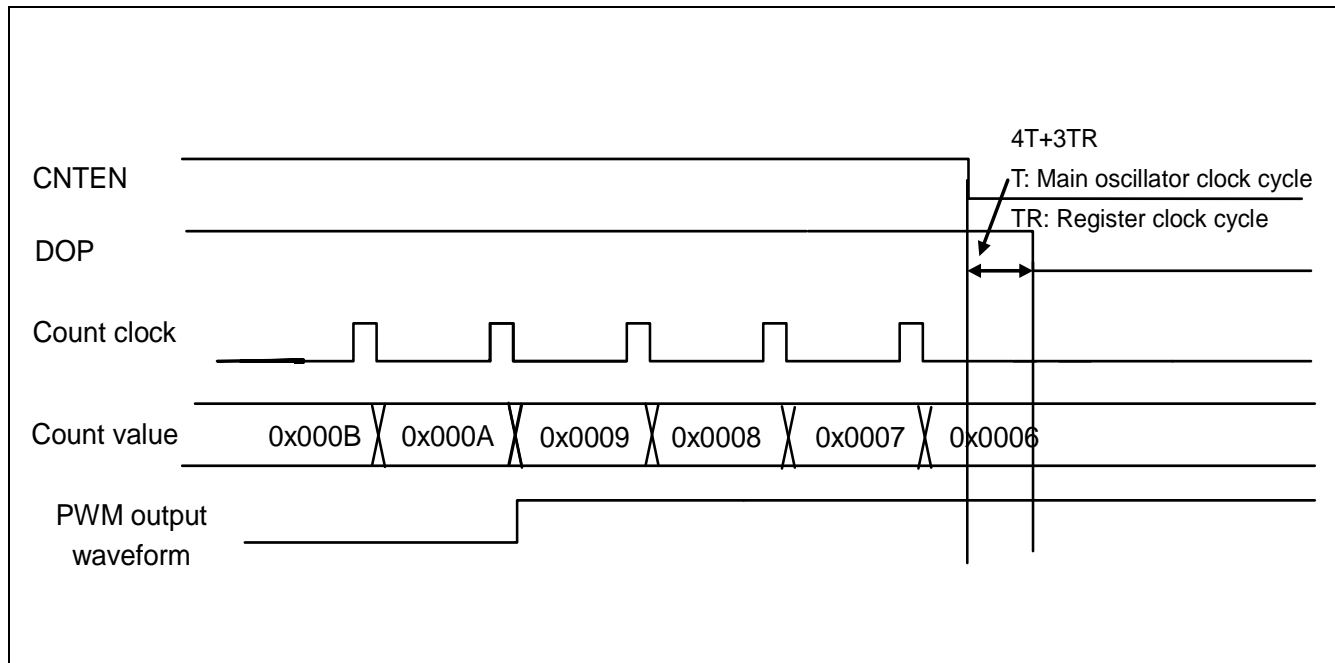 4T+3TR
CNTEN
T: Main oscillator clock cycle
TR: Register clock cycle
DOP
Count clock
Count value
0x000B
0x000A
0x0009
0x0008
0x0007
0x0006
PWM output
waveform